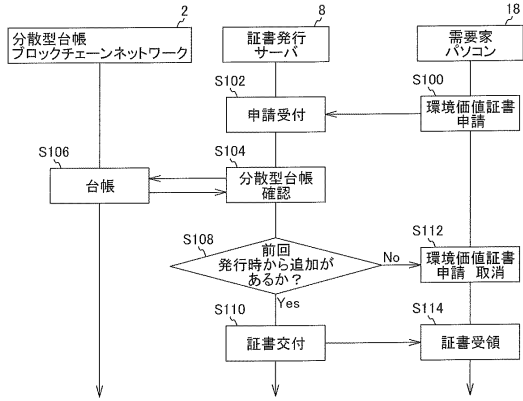 2
分散型台帳
ブロックチェーンネットワーク
8
証書発行
サーバ
18
需要家
パソコン
S102
申請受付
S100
環境価値証書
申請
S106
台帳
S104
分散型台帳
確認
S108
前回
発行時から追加が
あるか？
No
S112
環境価値証書
申請 取消
Yes
S110
証書交付
S114
証書受領